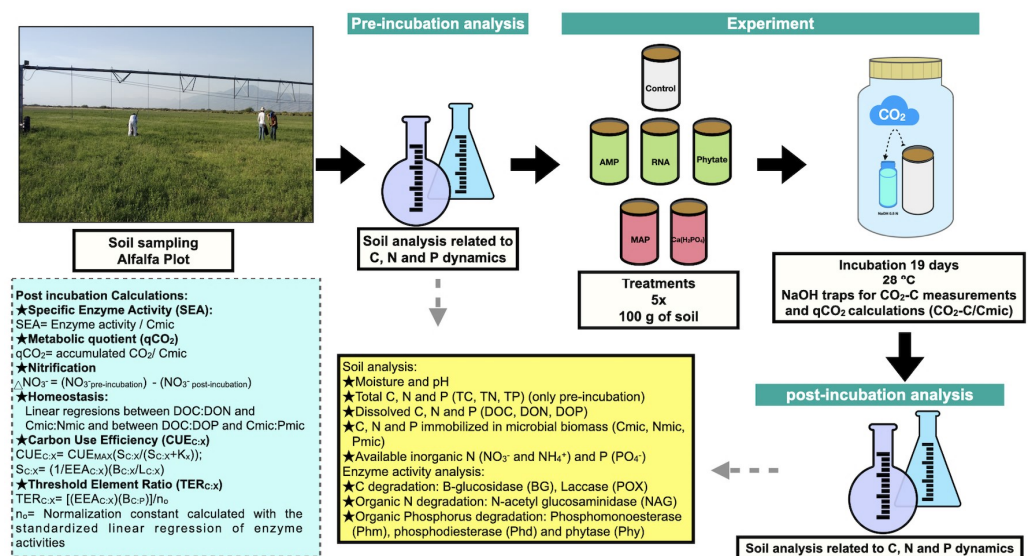 Pre-incubation analysis
Experiment
Control
AMP
RNA
Phytate
MAP
Ca(H₂PO₄)
CO₂
NaOH 0.5 N
Soil sampling
Alfalfa Plot
Soil analysis related to
C, N and P dynamics
Treatments
5x
100 g of soil
Incubation 19 days
28 ºC
NaOH traps for CO₂-C measurements
and qCO₂ calculations (CO₂-C/Cmic)
Post incubation Calculations:
★Specific Enzyme Activity (SEA):
SEA= Enzyme activity / Cmic
★Metabolic quotient (qCO₂)
qCO₂= accumulated CO₂/ Cmic
★Nitrification
△NO₃⁻ = (NO₃⁻pre-incubation) - (NO₃⁻ post-incubation)
★Homeostasis:
Linear regresions between DOC:DON and
Cmic:Nmic and between DOC:DOP and Cmic:Pmic
★Carbon Use Efficiency (CUEC:X)
CUEC:X= CUEMAX(SC:X/(SC:X+Kx));
SC:X= (1/EEAC:X)(BC:X/LC:X)
★Threshold Element Ratio (TERC:X)
TERC:X= [(EEAC:X)(BC:P)]/n₀
n₀= Normalization constant calculated with the
standardized linear regression of enzyme
activities
Soil analysis:
★Moisture and pH
★Total C, N and P (TC, TN, TP) (only pre-incubation)
★Dissolved C, N and P (DOC, DON, DOP)
★C, N and P immobilized in microbial biomass (Cmic, Nmic,
Pmic)
★Available inorganic N (NO₃⁻ and NH₄⁺) and P (PO₄⁻)
Enzyme activity analysis:
★C degradation: B-glucosidase (BG), Laccase (POX)
★Organic N degradation: N-acetyl glucosaminidase (NAG)
★Organic Phosphorus degradation: Phosphomonoesterase
(Phm), phosphodiesterase (Phd) and phytase (Phy)
post-incubation analysis
Soil analysis related to C, N and P dynamics